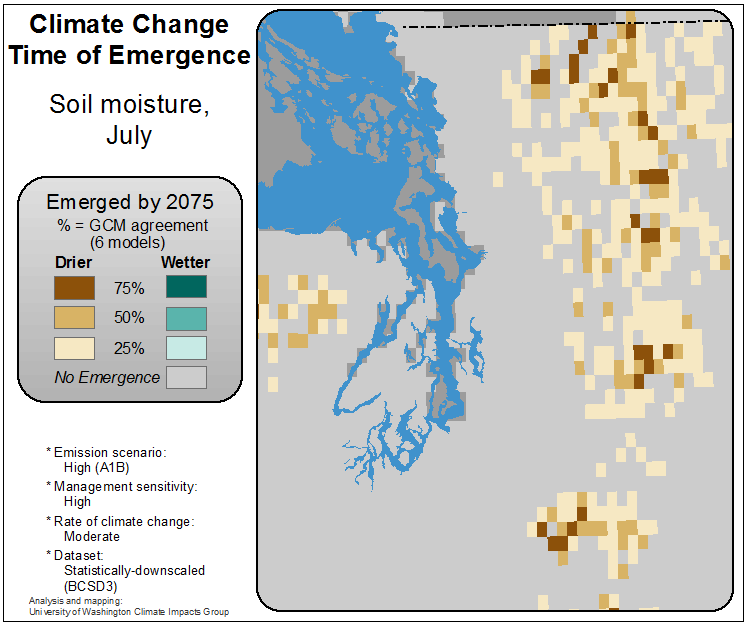 Climate Change
Time of Emergence
Soil moisture,
July
Emerged by 2075
% = GCM agreement
(6 models)
Drier Wetter
75%
50%
25%
No Emergence
* Emission scenario:
High (A1B)
* Management sensitivity:
High
* Rate of climate change:
Moderate
* Dataset:
Statistically-downscaled
(BCSD3)
Analysis and mapping:
University of Washington Climate Impacts Group